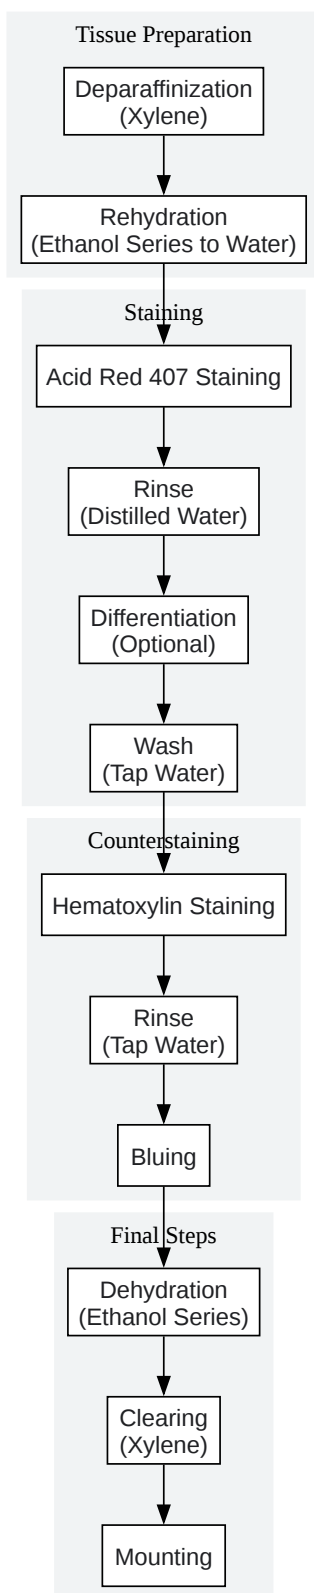 Tissue Preparation
Deparaffinization
(Xylene)
Rehydration
(Ethanol Series to Water)
Staining
Acid Red 407 Staining
Rinse
(Distilled Water)
Differentiation
(Optional)
Wash
(Tap Water)
Counterstaining
Hematoxylin Staining
Rinse
(Tap Water)
Bluing
Final Steps
Dehydration
(Ethanol Series)
Clearing
(Xylene)
Mounting